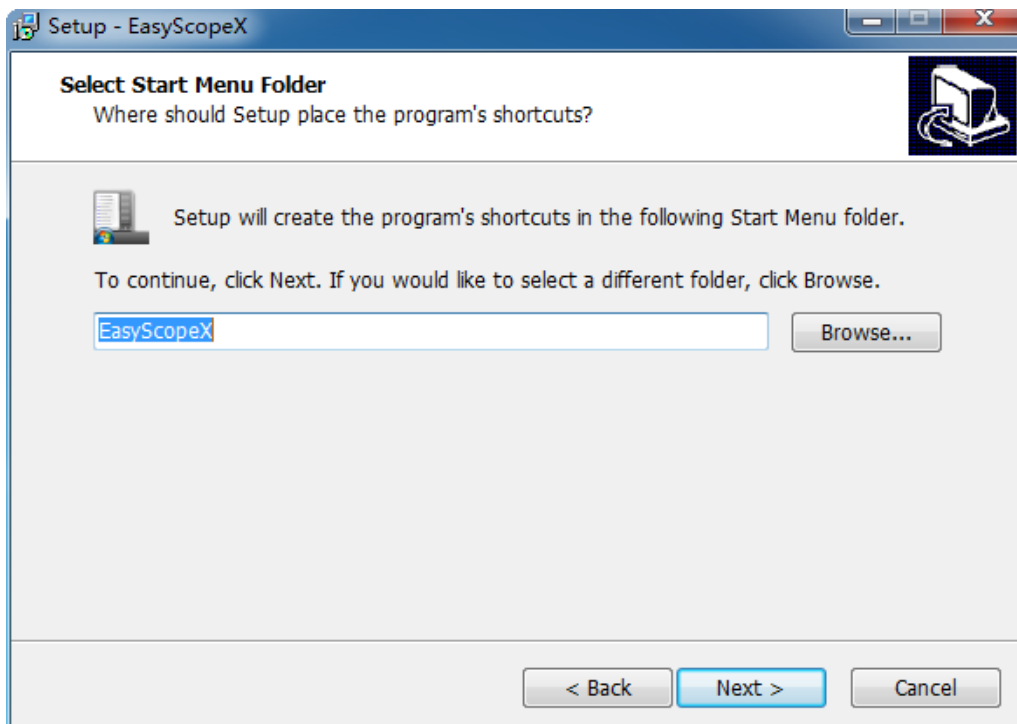 Setup - EasyScopeX
Select Start Menu Folder
Where should Setup place the program's shortcuts?
Setup will create the program's shortcuts in the following Start Menu folder.
To continue, click Next. If you would like to select a different folder, click Browse.
EasyScopeX
Browse...
< Back
Next >
Cancel